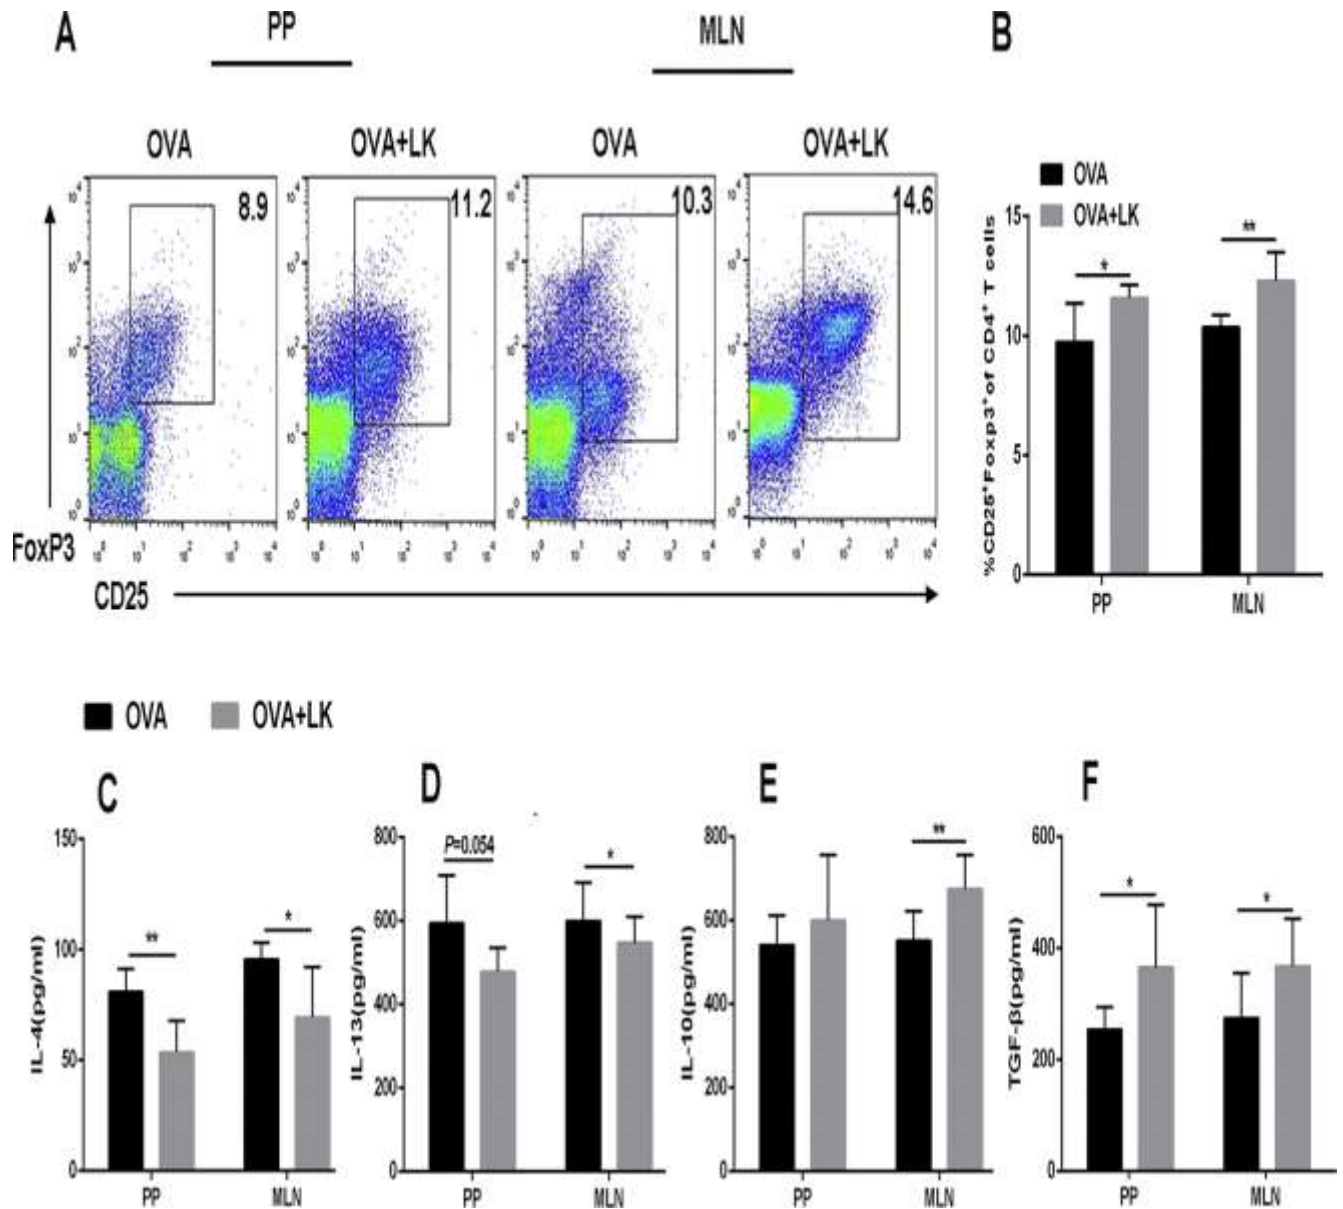 A
PP
MLN
B
OVA
OVA+LK
OVA
OVA+LK
8.9
11.2
10.3
14.6
FoxP3
CD25
OVA
OVA+LK
%CD25⁺Foxp3⁺of CD4⁺ T cells
15
10
5
0
*
**
PP
MLN
OVA
OVA+LK
C
IL-4(pg/ml)
150
100
50
0
**
*
PP
MLN
D
IL-13(pg/ml)
800
600
400
200
0
P=0.054
*
PP
MLN
E
IL-10(pg/ml)
800
600
400
200
0
**
PP
MLN
F
TGF-β(pg/ml)
600
400
200
0
*
*
PP
MLN